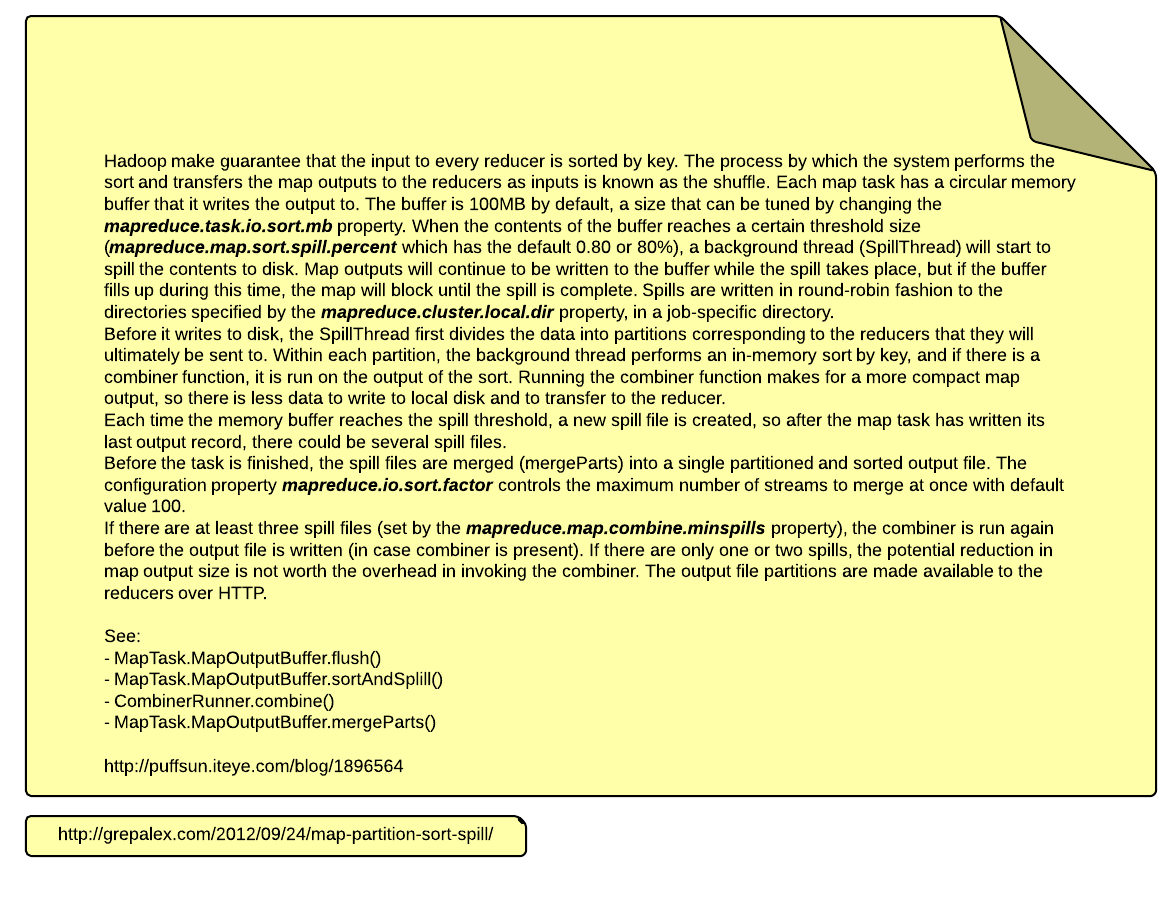 Hadoop make guarantee that the input to every reducer is sorted by key. The process by which the system performs the
sort and transfers the map outputs to the reducers as inputs is known as the shuffle. Each map task has a circular memory
buffer that it writes the output to. The buffer is 100MB by default, a size that can be tuned by changing the
mapreduce.task.io.sort.mb property. When the contents of the buffer reaches a certain threshold size
(mapreduce.map.sort.spill.percent which has the default 0.80 or 80%), a background thread (SpillThread) will start to
spill the contents to disk. Map outputs will continue to be written to the buffer while the spill takes place, but if the buffer
fills up during this time, the map will block until the spill is complete. Spills are written in round-robin fashion to the
directories specified by the mapreduce.cluster.local.dir property, in a job-specific directory.
Before it writes to disk, the SpillThread first divides the data into partitions corresponding to the reducers that they will
ultimately be sent to. Within each partition, the background thread performs an in-memory sort by key, and if there is a
combiner function, it is run on the output of the sort. Running the combiner function makes for a more compact map
output, so there is less data to write to local disk and to transfer to the reducer.
Each time the memory buffer reaches the spill threshold, a new spill file is created, so after the map task has written its
last output record, there could be several spill files.
Before the task is finished, the spill files are merged (mergeParts) into a single partitioned and sorted output file. The
configuration property mapreduce.io.sort.factor controls the maximum number of streams to merge at once with default
value 100.
If there are at least three spill files (set by the mapreduce.map.combine.minspills property), the combiner is run again
before the output file is written (in case combiner is present). If there are only one or two spills, the potential reduction in
map output size is not worth the overhead in invoking the combiner. The output file partitions are made available to the
reducers over HTTP.
See:
- MapTask.MapOutputBuffer.flush()
- MapTask.MapOutputBuffer.sortAndSplill()
- CombinerRunner.combine()
- MapTask.MapOutputBuffer.mergeParts()
http://puffsun.iteye.com/blog/1896564
http://grepalex.com/2012/09/24/map-partition-sort-spill/